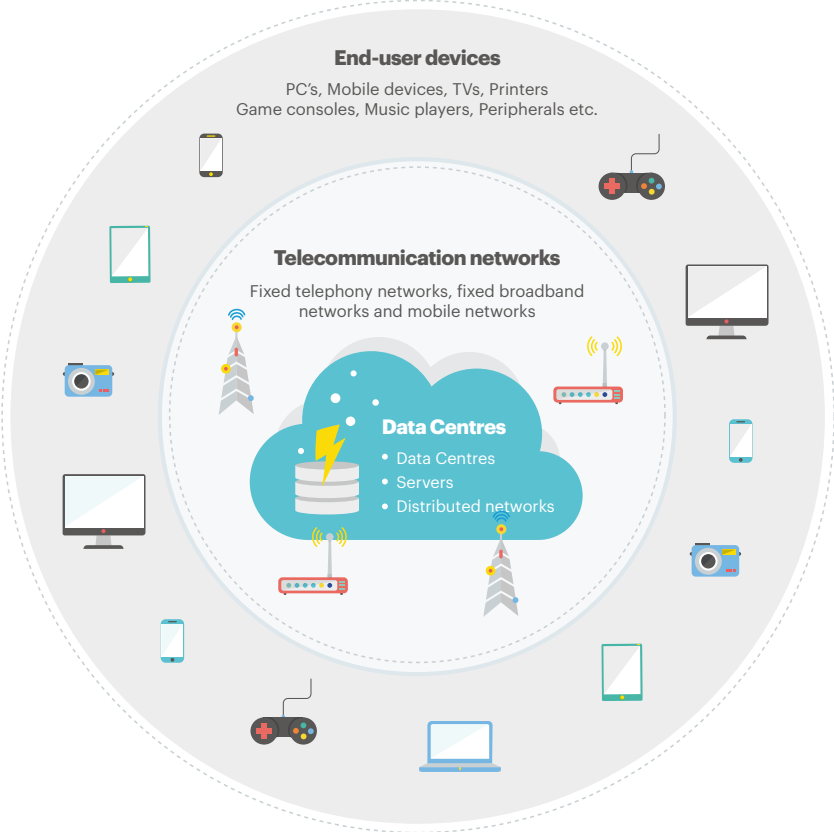 End-user devices
PC's, Mobile devices, TVs, Printers
Game consoles, Music players, Peripherals etc.
Telecommunication networks
Fixed telephony networks, fixed broadband
networks and mobile networks
Data Centres
• Data Centres
• Servers
• Distributed networks